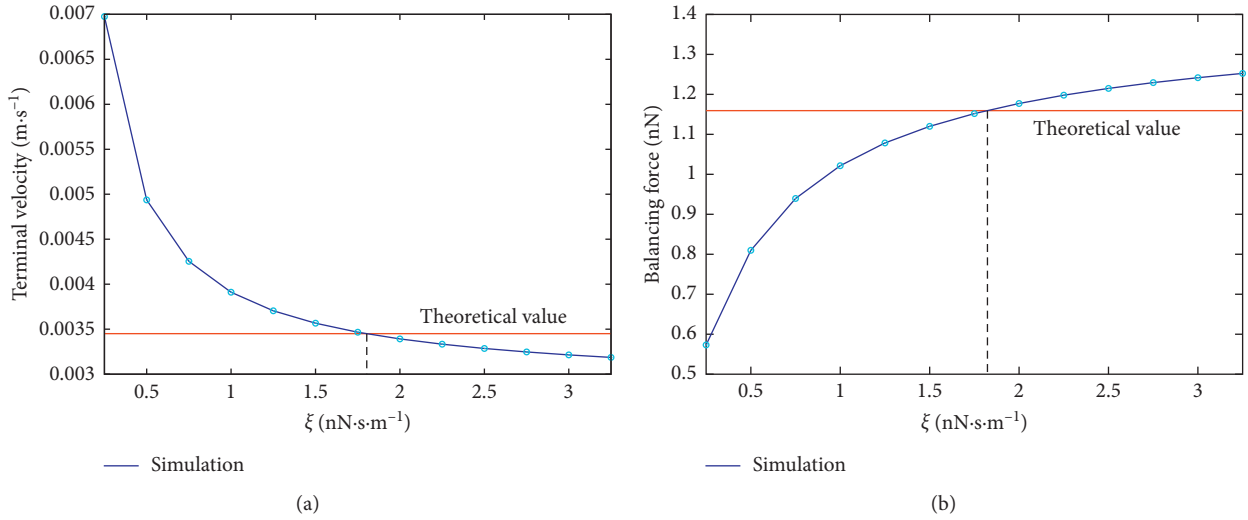 0.007
0.0065
0.006
0.0055
0.005
0.0045
0.004
0.0035
0.003
Terminal velocity (m·s⁻¹)
Theoretical value
0.5 1 1.5 2 2.5 3
ξ (nN·s·m⁻¹)
Simulation
(a)
1.4
1.3
1.2
1.1
1
0.9
0.8
0.7
0.6
0.5
Balancing force (nN)
Theoretical value
0.5 1 1.5 2 2.5 3
ξ (nN·s·m⁻¹)
Simulation
(b)